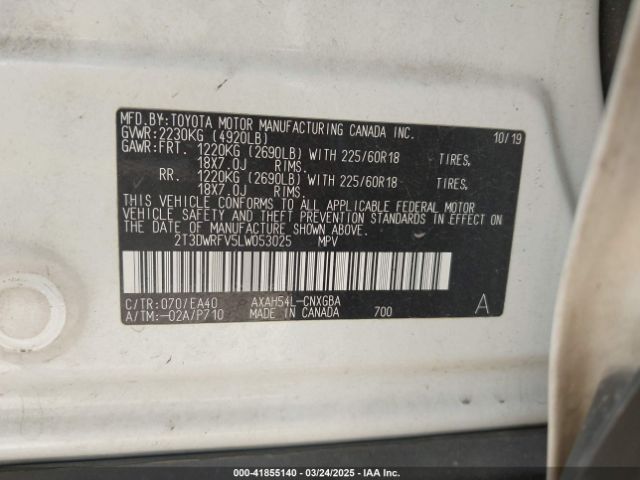 MFD.BY:TOYOTA MOTOR MANUFACTURING CANADA INC. 10/19
GVWR:2230KG (4920LB)
GAWR:FRT. 1220KG (2690LB) WITH 225/60R18 TIRES,
18X7.0J RIMS.
RR. 1220KG (2690LB) WITH 225/60R18 TIRES,
18X7.0J RIMS.
THIS VEHICLE CONFORMS TO ALL APPLICABLE FEDERAL MOTOR
VEHICLE SAFETY AND THEFT PREVENTION STANDARDS IN EFFECT ON
THE DATE OF MANUFACTURE SHOWN ABOVE.
2T3DWRFV5LW053025 MPV
C/TR:070/EA40 AXAH54L-CNXGBA A
A/TM:-02A/P710 MADE IN CANADA 700
000-41855140 - 03/24/2025 - IAA Inc.